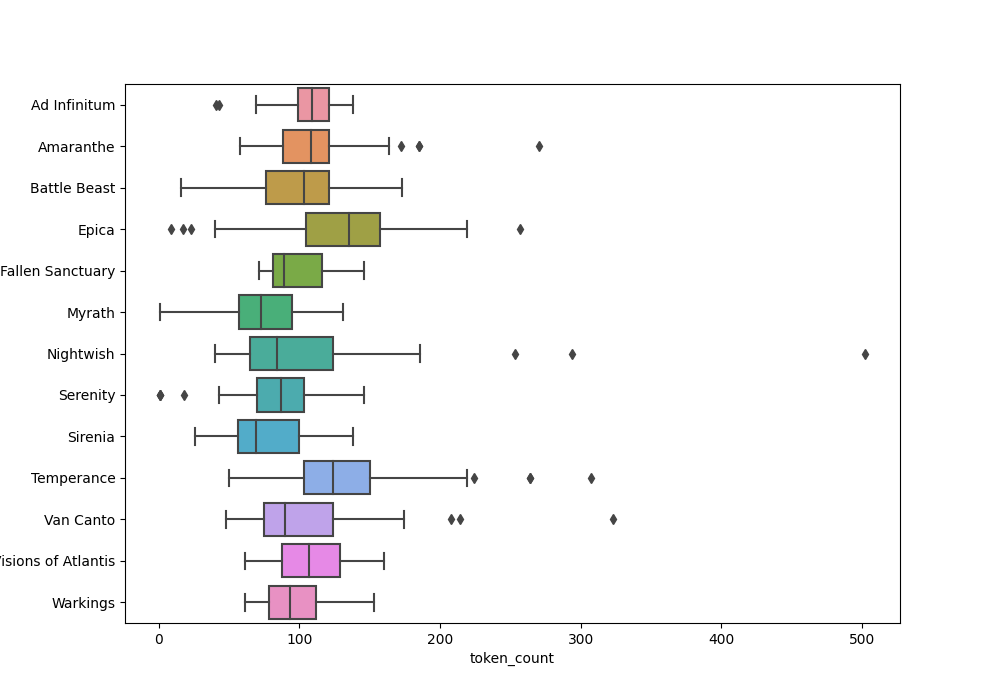 Ad Infinitum
Amaranthe
Battle Beast
Epica
Fallen Sanctuary
Myrath
Nightwish
Serenity
Sirenia
Temperance
Van Canto
Visions of Atlantis
Warkings
0 100 200 300 400 500
token_count